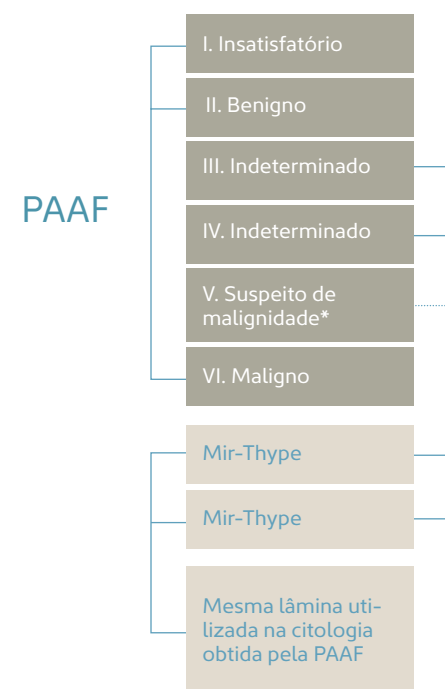 I. Insatisfatório
II. Benigno
III. Indeterminado
PAAF
IV. Indeterminado
V. Suspeito de
malignidade*
VI. Maligno
Mir-Thype
Mir-Thype
Mesma lâmina uti-
lizada na citologia
obtida pela PAAF